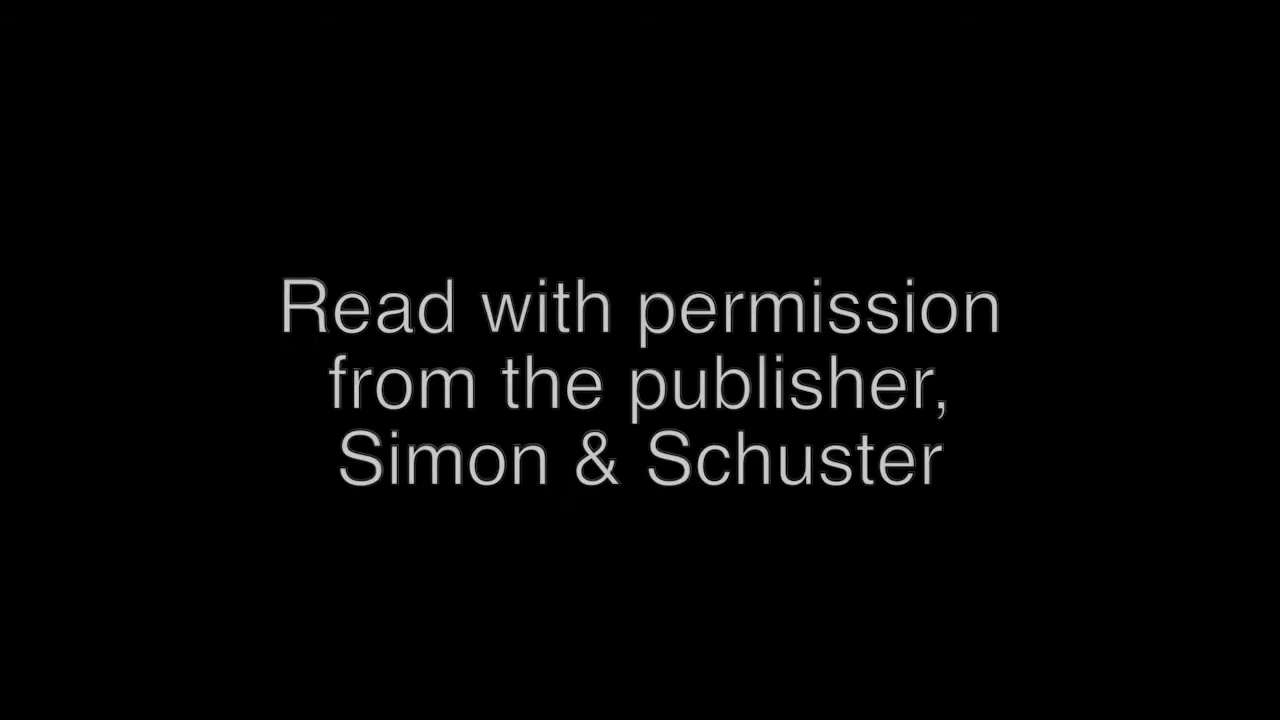 Read with permission
from the publisher,
Simon & Schuster